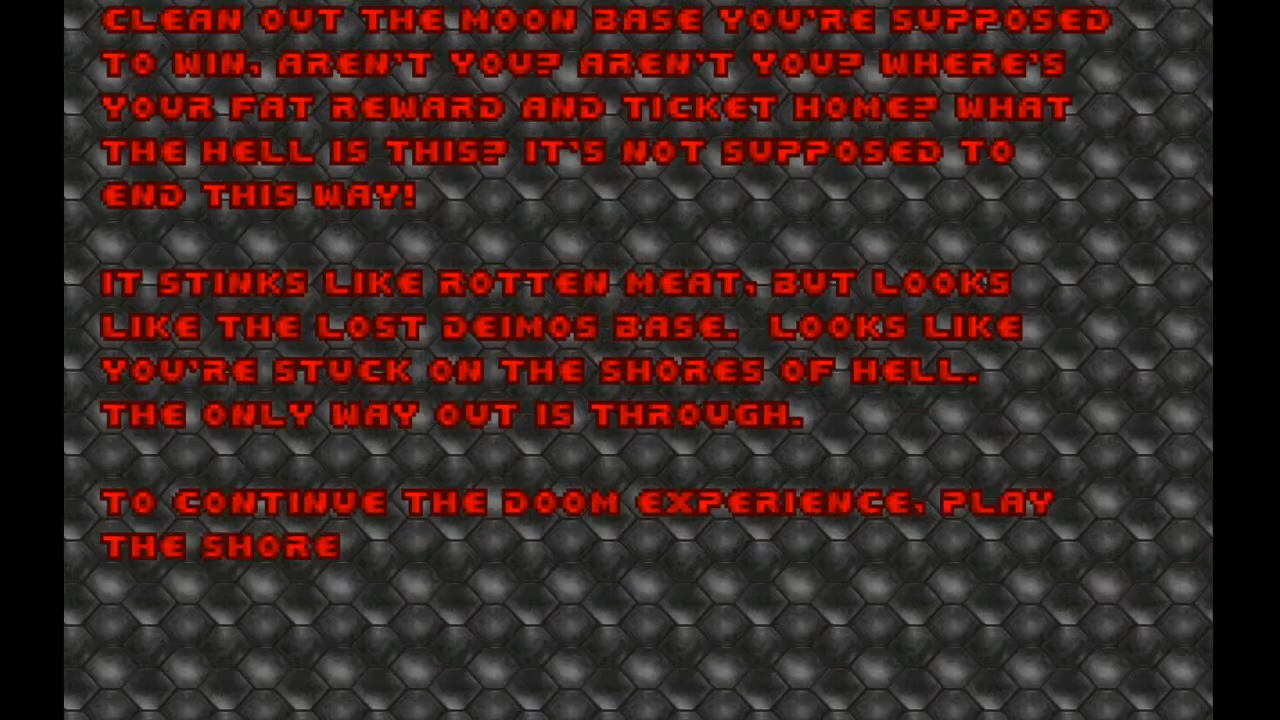 CLEAN OUT THE MOON BASE YOU'RE SUPPOSED
TO WIN, AREN'T YOU? AREN'T YOU? WHERE'S
YOUR FAT REWARD AND TICKET HOME? WHAT
THE HELL IS THIS? IT'S NOT SUPPOSED TO
END THIS WAY!
IT STINKS LIKE ROTTEN MEAT, BUT LOOKS
LIKE THE LOST DEIMOS BASE.  LOOKS LIKE
YOU'RE STUCK ON THE SHORES OF HELL.
THE ONLY WAY OUT IS THROUGH.
TO CONTINUE THE DOOM EXPERIENCE, PLAY
THE SHORE